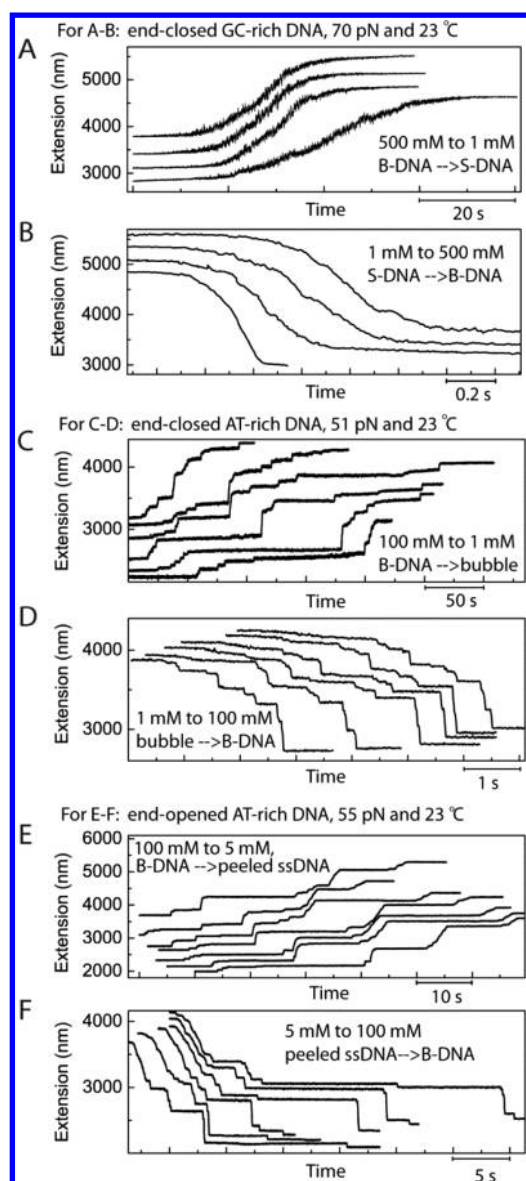 For A-B: end-closed GC-rich DNA, 70 pN and 23 ℃
A
Extension (nm)
5000
4000
3000
500 mM to 1 mM
B-DNA -->S-DNA
Time
20 s
B
Extension (nm)
5000
4000
3000
1 mM to 500 mM
S-DNA -->B-DNA
Time
0.2 s
For C-D: end-closed AT-rich DNA, 51 pN and 23 ℃
C
Extension (nm)
4000
3000
100 mM to 1 mM
B-DNA -->bubble
Time
50 s
D
Extension (nm)
4000
3000
1 mM to 100 mM
bubble -->B-DNA
Time
1 s
For E-F: end-opened AT-rich DNA, 55 pN and 23 ℃
E
Extension (nm)
6000
5000
4000
3000
2000
100 mM to 5 mM,
B-DNA -->peeled ssDNA
Time
10 s
F
Extension (nm)
4000
3000
5 mM to 100 mM
peeled ssDNA-->B-DNA
Time
5 s